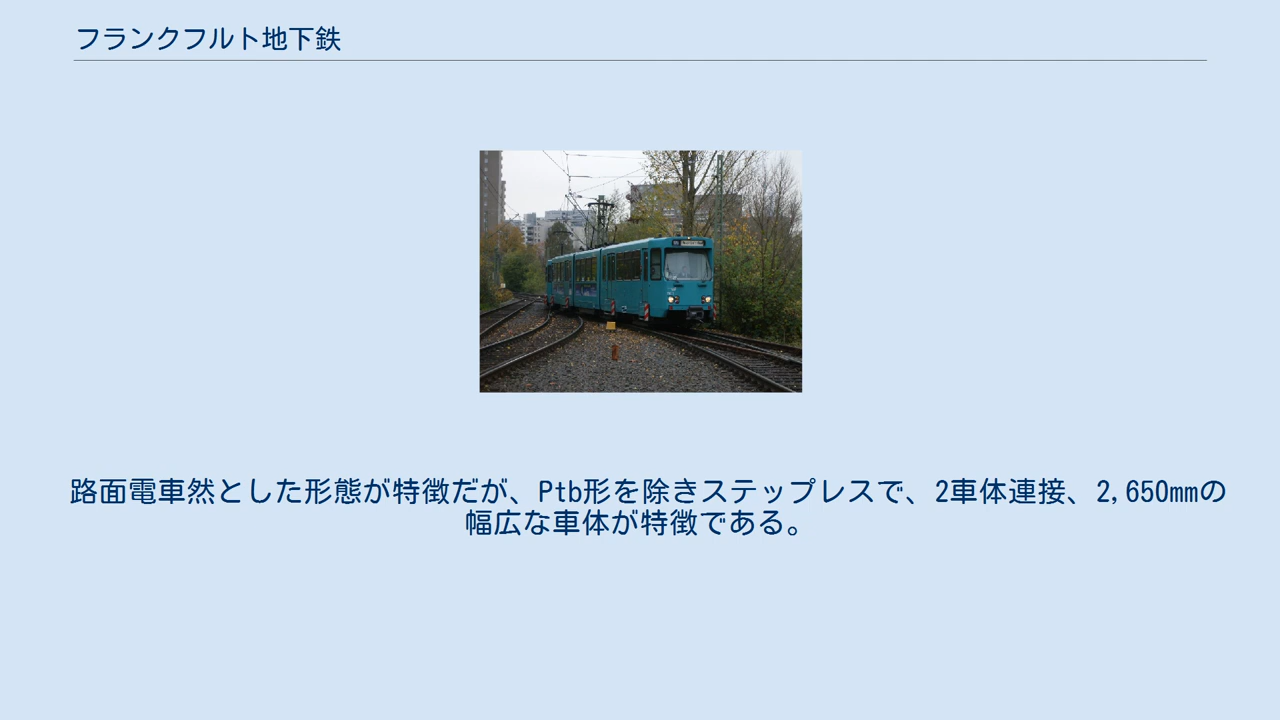 フランクフルト地下鉄
路面電車然とした形態が特徴だが、Ptb形を除きステップレスで、2車体連接、2,650mmの
幅広な車体が特徴である。